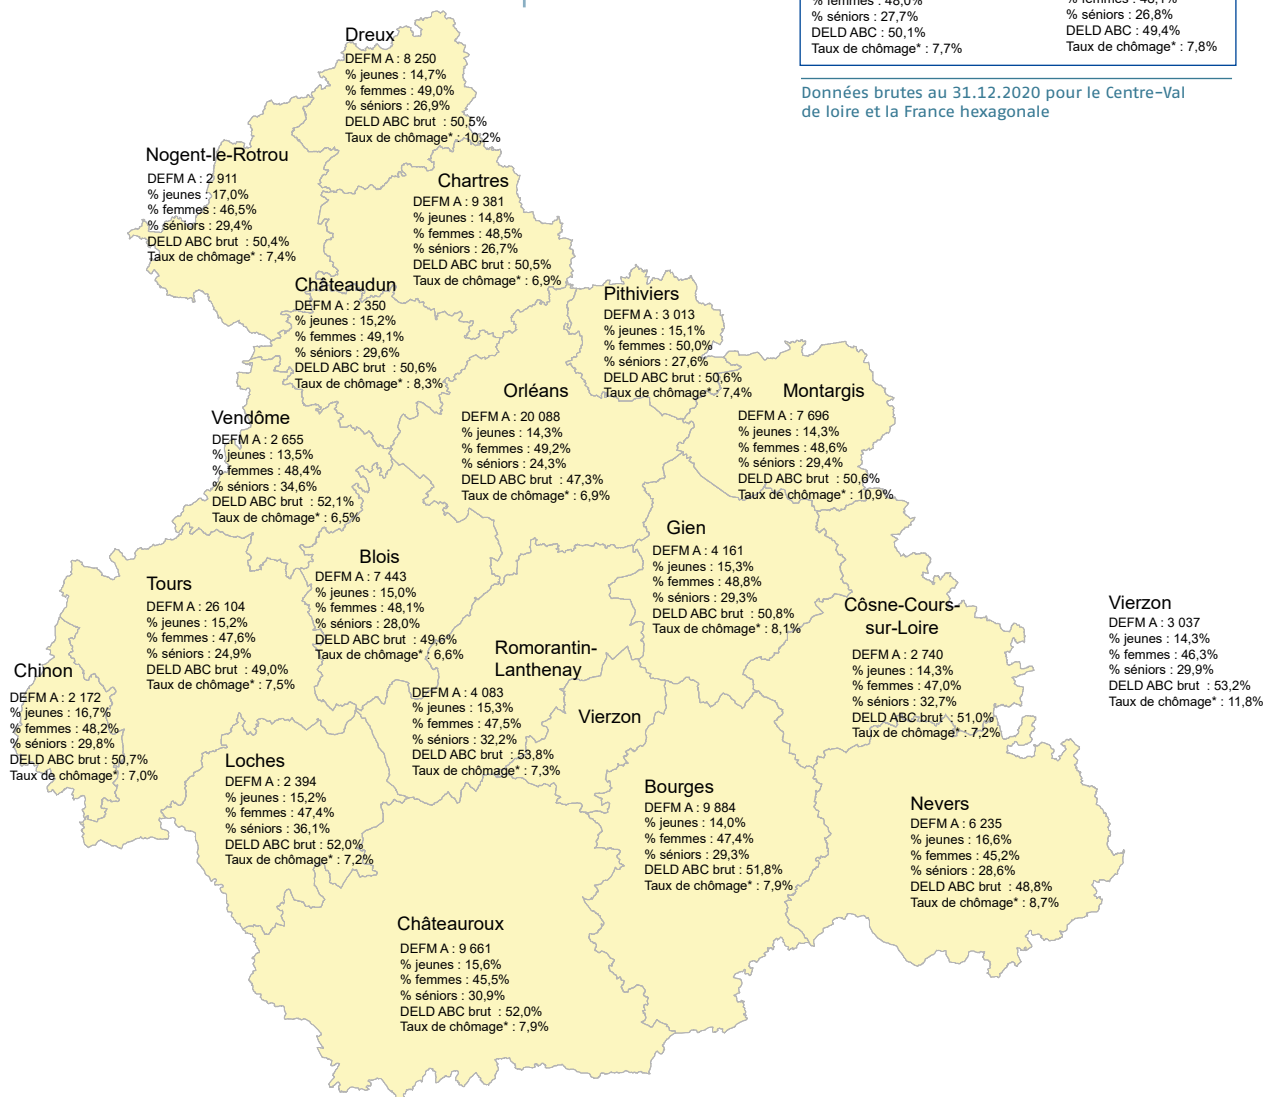 % séniors : 27,7%
DELD ABC : 50,1%
Taux de chômage* : 7,7%
% séniors : 26,8%
DELD ABC : 49,4%
Taux de chômage* : 7,8%
Données brutes au 31.12.2020 pour le Centre-Val
de loire et la France hexagonale
Dreux
DEFM A : 8 250
% jeunes : 14,7%
% femmes : 49,0%
% séniors : 26,9%
DELD ABC brut : 50,5%
Taux de chômage* : 10,2%
Nogent-le-Rotrou
DEFM A : 2 911
% jeunes : 17,0%
% femmes : 46,5%
% séniors : 29,4%
DELD ABC brut : 50,4%
Taux de chômage* : 7,4%
Chartres
DEFM A : 9 381
% jeunes : 14,8%
% femmes : 48,5%
% séniors : 26,7%
DELD ABC brut : 50,5%
Taux de chômage* : 6,9%
Châteaudun
DEFM A : 2 350
% jeunes : 15,2%
% femmes : 49,1%
% séniors : 29,6%
DELD ABC brut : 50,6%
Taux de chômage* : 8,3%
Pithiviers
DEFM A : 3 013
% jeunes : 15,1%
% femmes : 50,0%
% séniors : 27,6%
DELD ABC brut : 50,6%
Taux de chômage* : 7,4%
Orléans
DEFM A : 20 088
% jeunes : 14,3%
% femmes : 49,2%
% séniors : 24,3%
DELD ABC brut : 47,3%
Taux de chômage* : 6,9%
Montargis
DEFM A : 7 696
% jeunes : 14,3%
% femmes : 48,6%
% séniors : 29,4%
DELD ABC brut : 50,6%
Taux de chômage* : 10,9%
Vendôme
DEFM A : 2 655
% jeunes : 13,5%
% femmes : 48,4%
% séniors : 34,6%
DELD ABC brut : 52,1%
Taux de chômage* : 6,5%
Gien
DEFM A : 4 161
% jeunes : 15,3%
% femmes : 48,8%
% séniors : 29,3%
DELD ABC brut : 50,8%
Taux de chômage* : 8,1%
Blois
DEFM A : 7 443
% jeunes : 15,0%
% femmes : 48,1%
% séniors : 28,0%
DELD ABC brut : 49,6%
Taux de chômage* : 6,6%
Tours
DEFM A : 26 104
% jeunes : 15,2%
% femmes : 47,6%
% séniors : 24,9%
DELD ABC brut : 49,0%
Taux de chômage* : 7,5%
Côsne-Cours-
sur-Loire
DEFM A : 2 740
% jeunes : 14,3%
% femmes : 47,0%
% séniors : 32,7%
DELD ABC brut : 51,0%
Taux de chômage* : 7,2%
Vierzon
DEFM A : 3 037
% jeunes : 14,3%
% femmes : 46,3%
% séniors : 29,9%
DELD ABC brut : 53,2%
Taux de chômage* : 11,8%
Romorantin-
Lanthenay
DEFM A : 4 083
% jeunes : 15,3%
% femmes : 47,5%
% séniors : 32,2%
DELD ABC brut : 53,8%
Taux de chômage* : 7,3%
Chinon
DEFM A : 2 172
% jeunes : 16,7%
% femmes : 48,2%
% séniors : 29,8%
DELD ABC brut : 50,7%
Taux de chômage* : 7,0%
Vierzon
Loches
DEFM A : 2 394
% jeunes : 15,2%
% femmes : 47,4%
% séniors : 36,1%
DELD ABC brut : 52,0%
Taux de chômage* : 7,2%
Bourges
DEFM A : 9 884
% jeunes : 14,0%
% femmes : 47,4%
% séniors : 29,3%
DELD ABC brut : 51,8%
Taux de chômage* : 7,9%
Nevers
DEFM A : 6 235
% jeunes : 16,6%
% femmes : 45,2%
% séniors : 28,6%
DELD ABC brut : 48,8%
Taux de chômage* : 8,7%
Châteauroux
DEFM A : 9 661
% jeunes : 15,6%
% femmes : 45,5%
% séniors : 30,9%
DELD ABC brut : 52,0%
Taux de chômage* : 7,9%